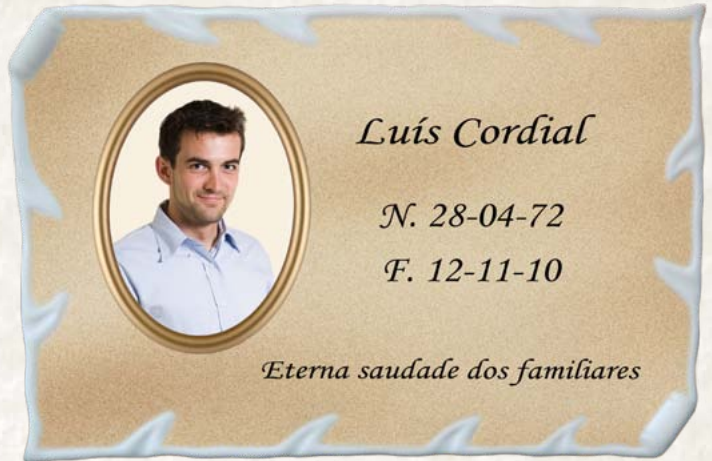 Luís Cordial
N. 28-04-72
F. 12-11-10
Eterna saudade dos familiares